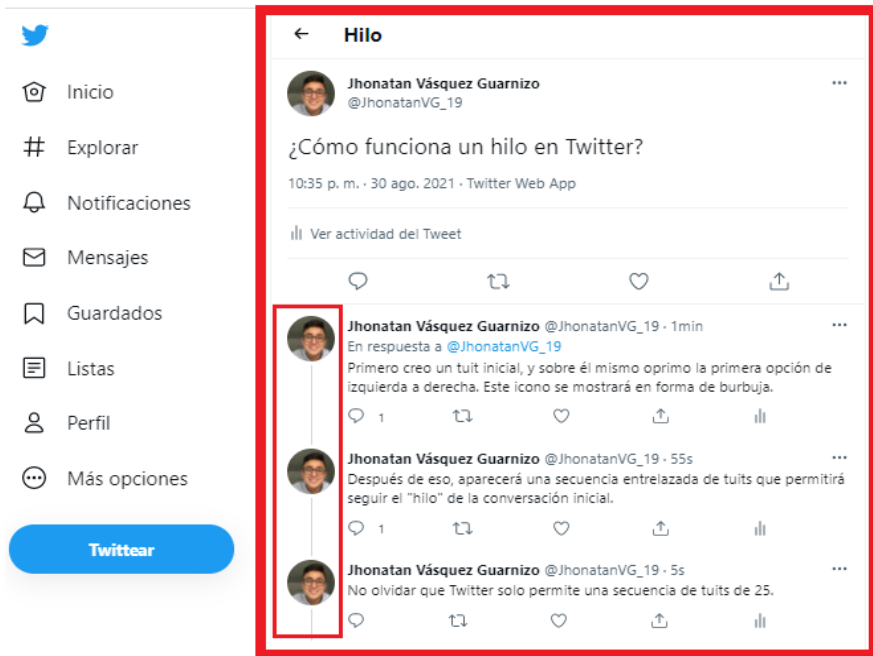 Inicio
Explorar
Notificaciones
Mensajes
Guardados
Listas
Perfil
Más opciones
Twittear
Hilo
Jhonatan Vásquez Guarnizo
@JhonatanVG_19
¿Cómo funciona un hilo en Twitter?
10:35 p. m. · 30 ago. 2021 · Twitter Web App
Ver actividad del Tweet
Jhonatan Vásquez Guarnizo @JhonatanVG_19 · 1min
En respuesta a @JhonatanVG_19
Primero creo un tuit inicial, y sobre él mismo oprimo la primera opción de
izquierda a derecha. Este icono se mostrará en forma de burbuja.
1
Jhonatan Vásquez Guarnizo @JhonatanVG_19 · 55s
Después de eso, aparecerá una secuencia entrelazada de tuits que permitirá
seguir el "hilo" de la conversación inicial.
1
Jhonatan Vásquez Guarnizo @JhonatanVG_19 · 5s
No olvidar que Twitter solo permite una secuencia de tuits de 25.